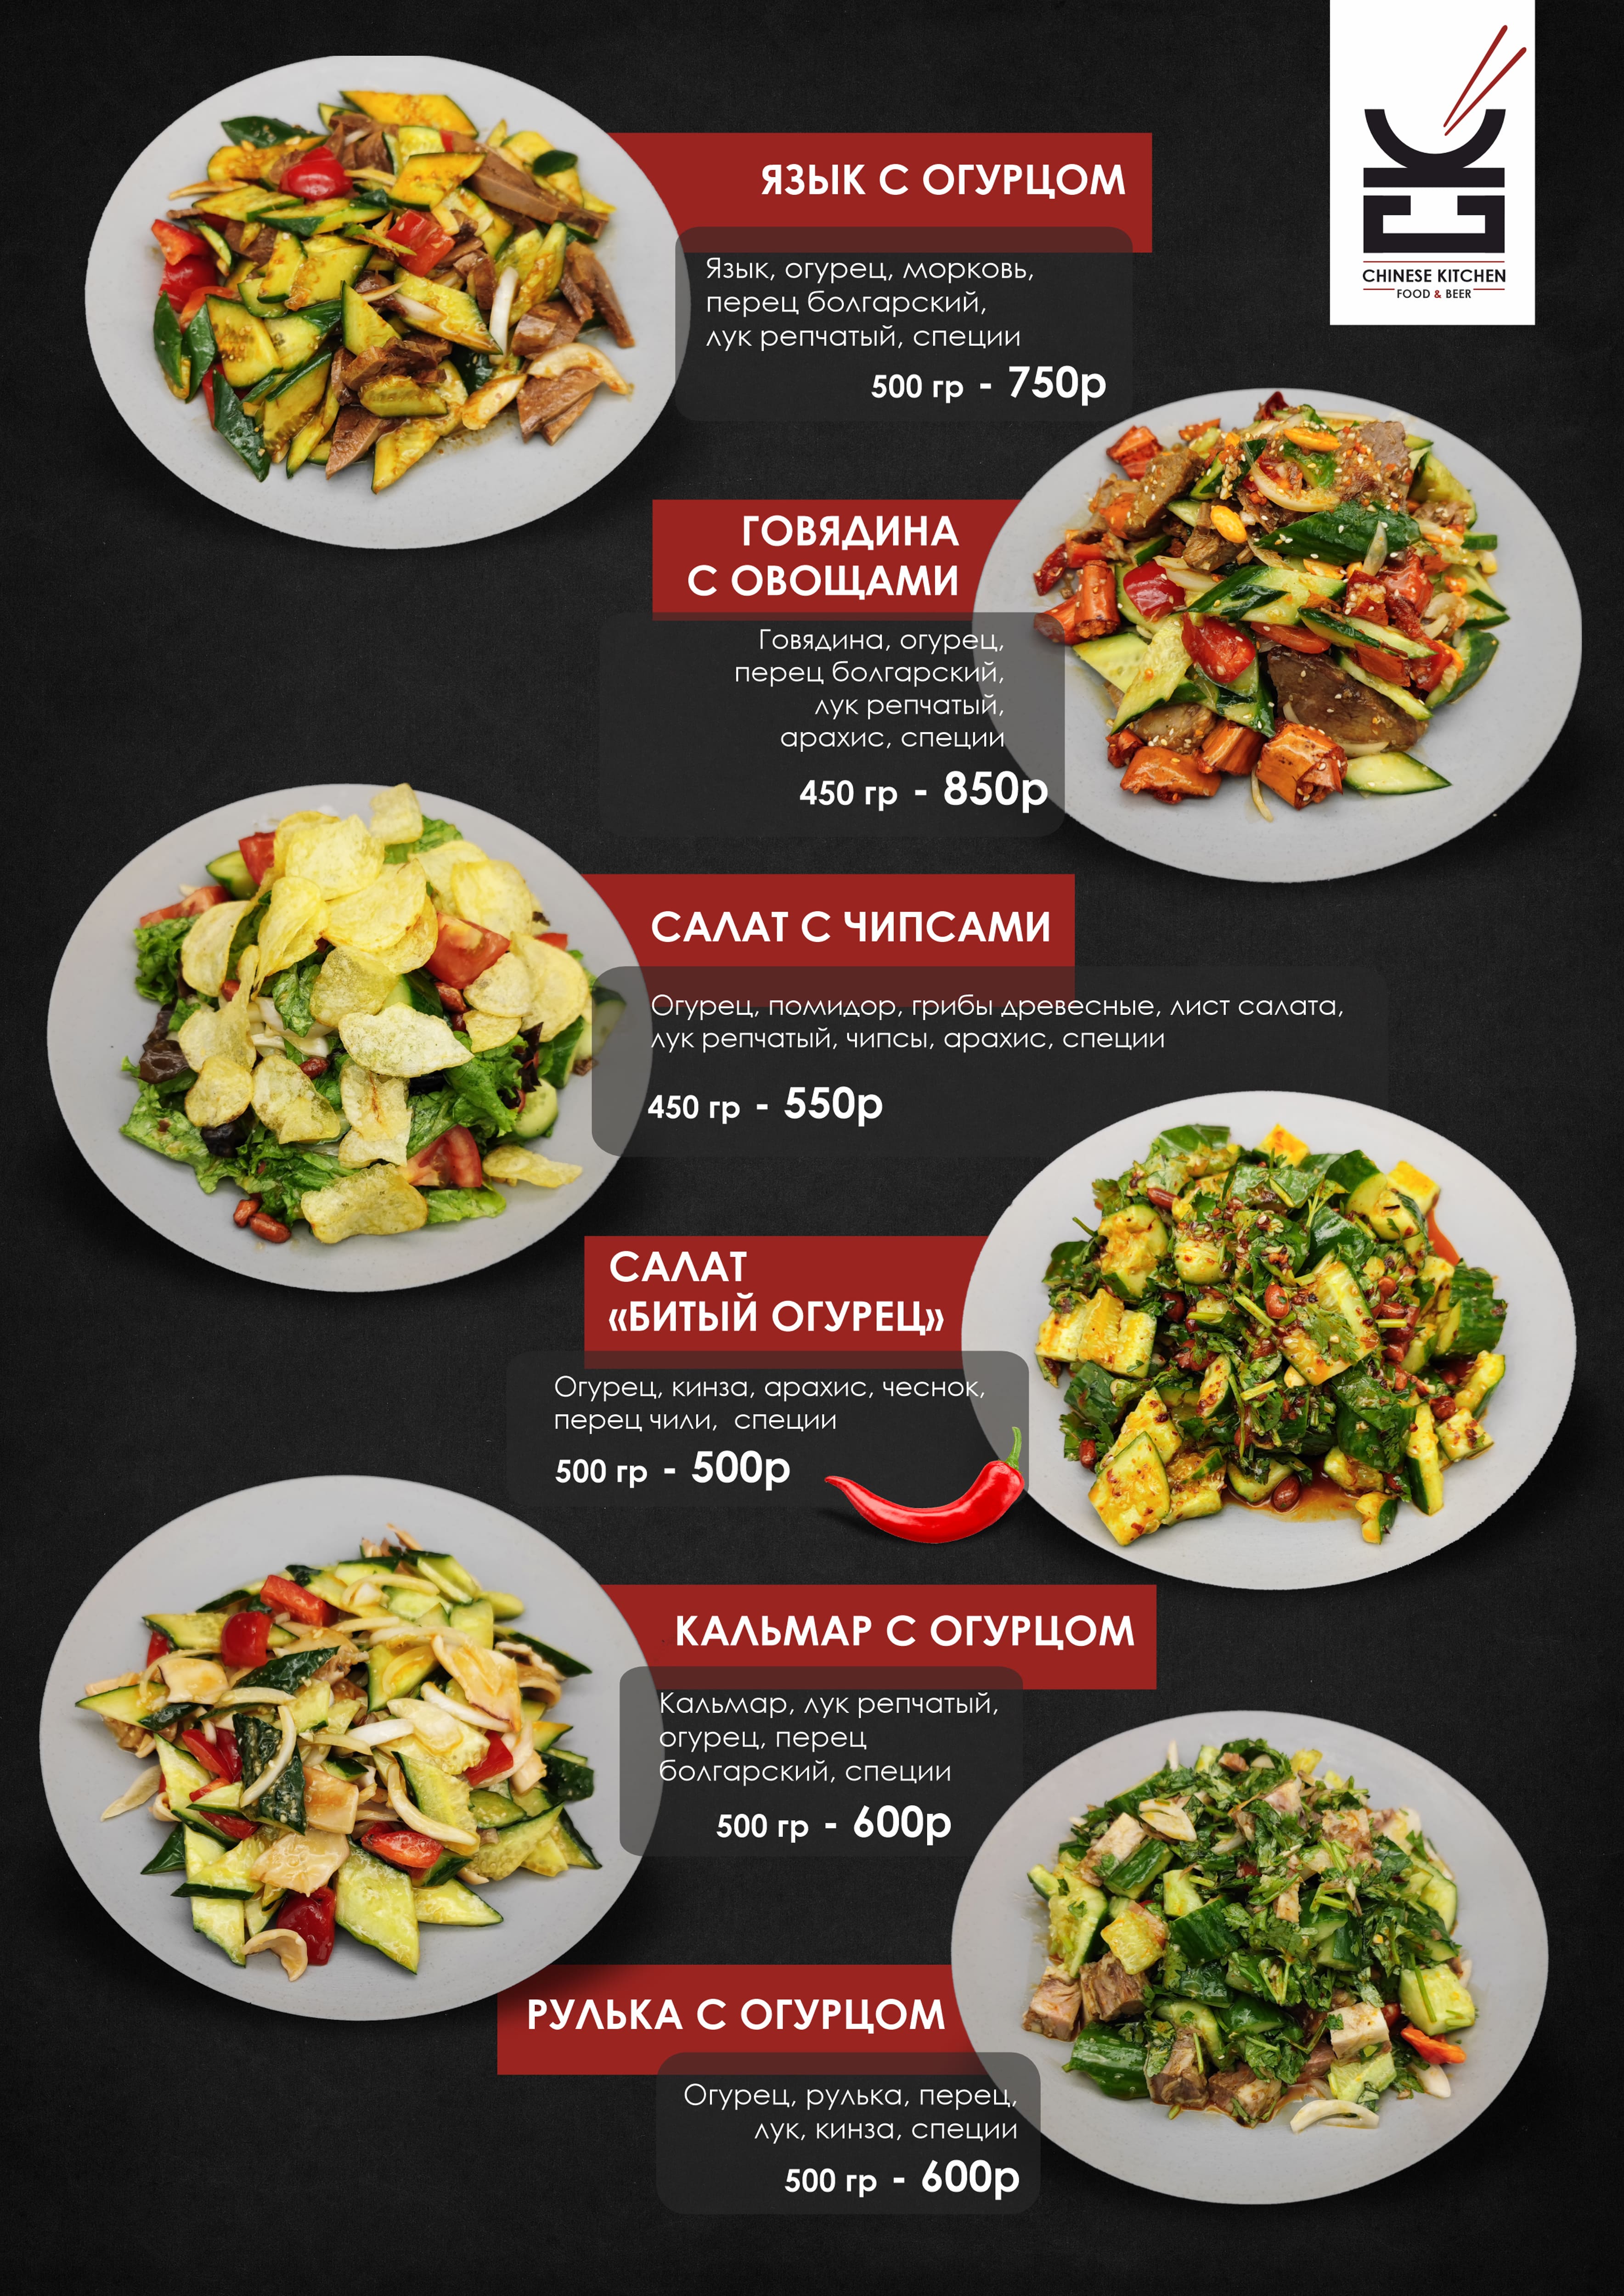 CHINESE KITCHEN
FOOD & BEER
ЯЗЫК С ОГУРЦОМ
Язык, огурец, морковь,
перец болгарский,
лук репчатый, специи
500 гр - 750р
ГОВЯДИНА
С ОВОЩАМИ
Говядина, огурец,
перец болгарский,
лук репчатый,
арахис, специи
450 гр - 850р
САЛАТ С ЧИПСАМИ
Огурец, помидор, грибы древесные, лист салата,
лук репчатый, чипсы, арахис, специи
450 гр - 550р
САЛАТ
«БИТЫЙ ОГУРЕЦ»
Огурец, кинза, арахис, чеснок,
перец чили, специи
500 гр - 500р
КАЛЬМАР С ОГУРЦОМ
Кальмар, лук репчатый,
огурец, перец
болгарский, специи
500 гр - 600р
РУЛЬКА С ОГУРЦОМ
Огурец, рулька, перец,
лук, кинза, специи
500 гр - 600р